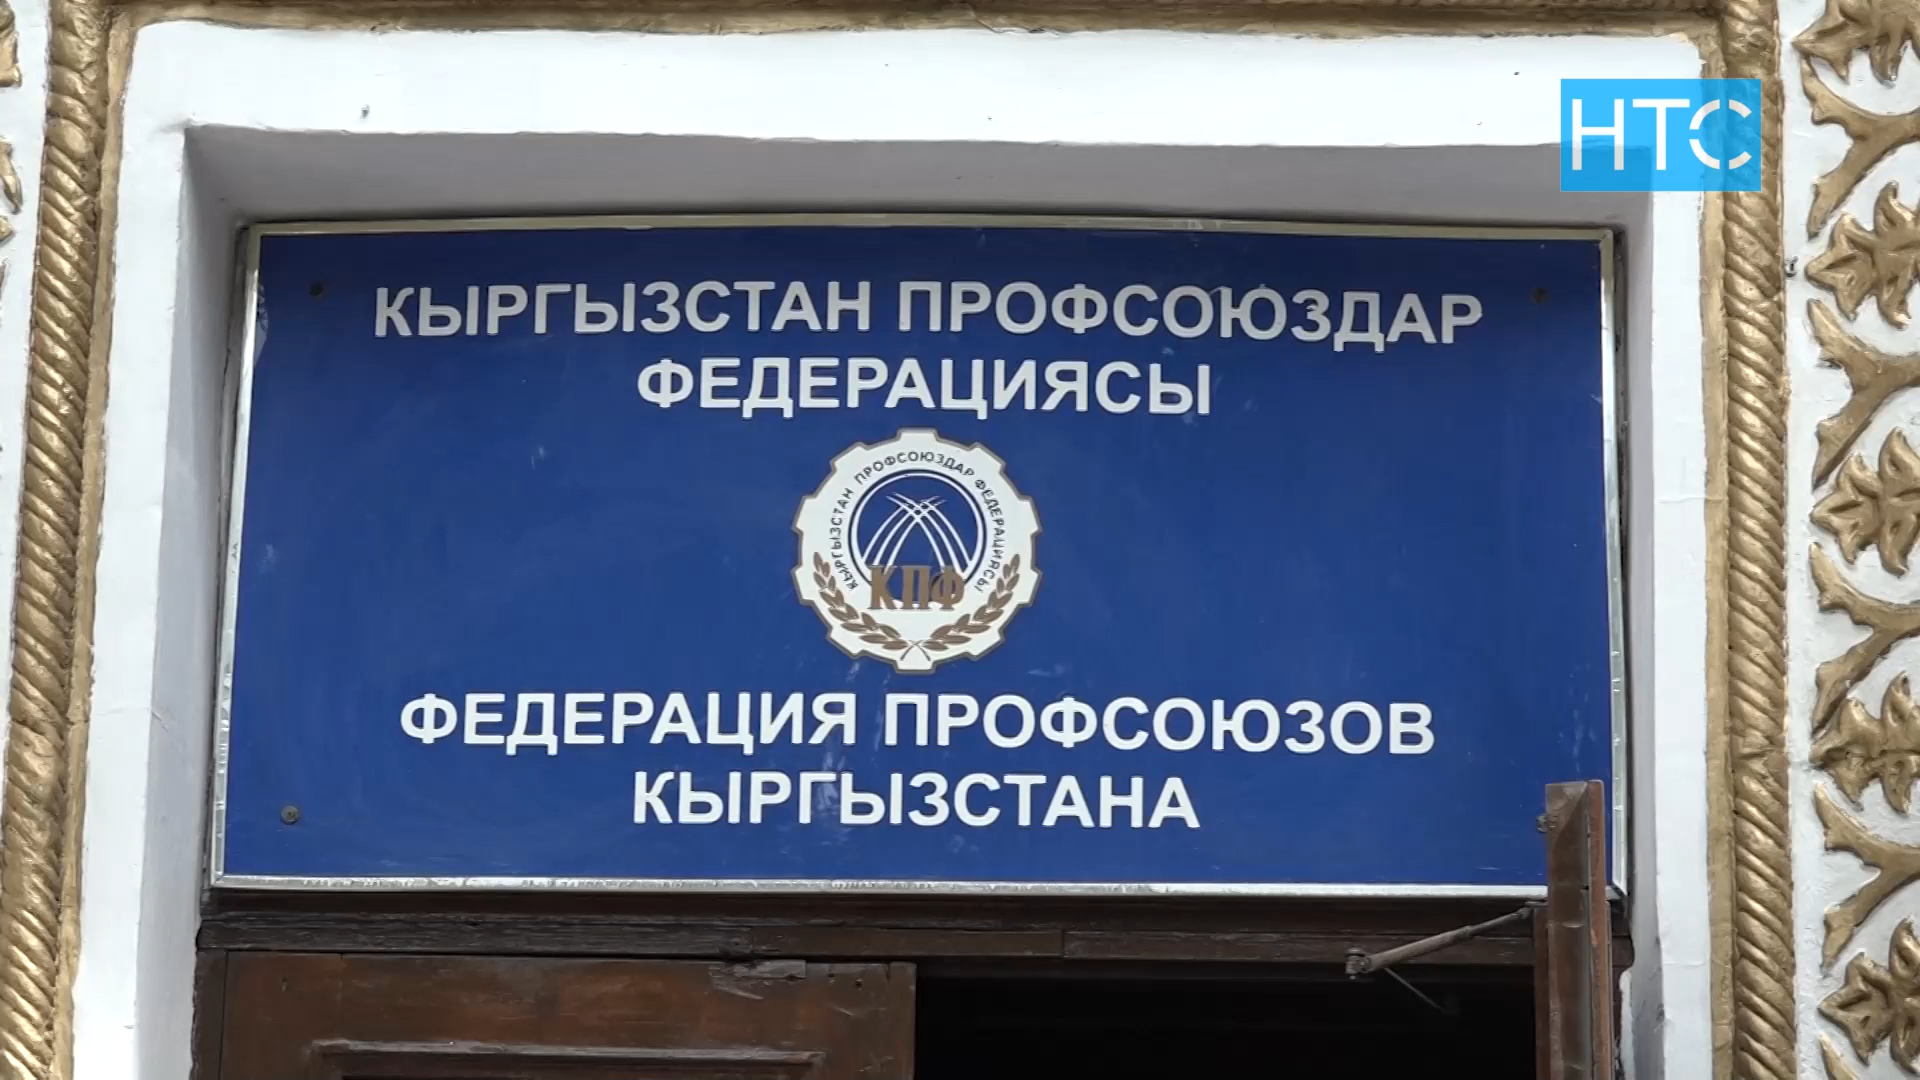 НТС
КЫРГЫЗСТАН ПРОФСОЮЗДАР
ФЕДЕРАЦИЯСЫ
КЫРГЫЗСТАН ПРОФСОЮЗДАР ФЕДЕРАЦИЯСЫ
КПФ
ФЕДЕРАЦИЯ ПРОФСОЮЗОВ
КЫРГЫЗСТАНА